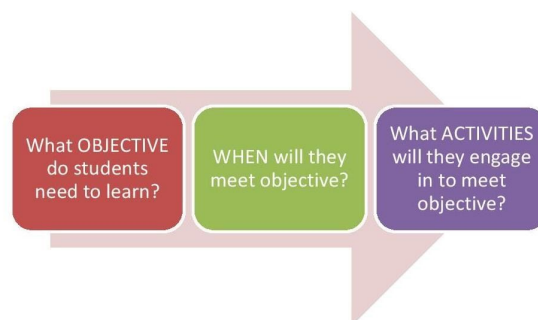 What OBJECTIVE
do students
need to learn?
WHEN will they
meet objective?
What ACTIVITIES
will they engage
in to meet
objective?